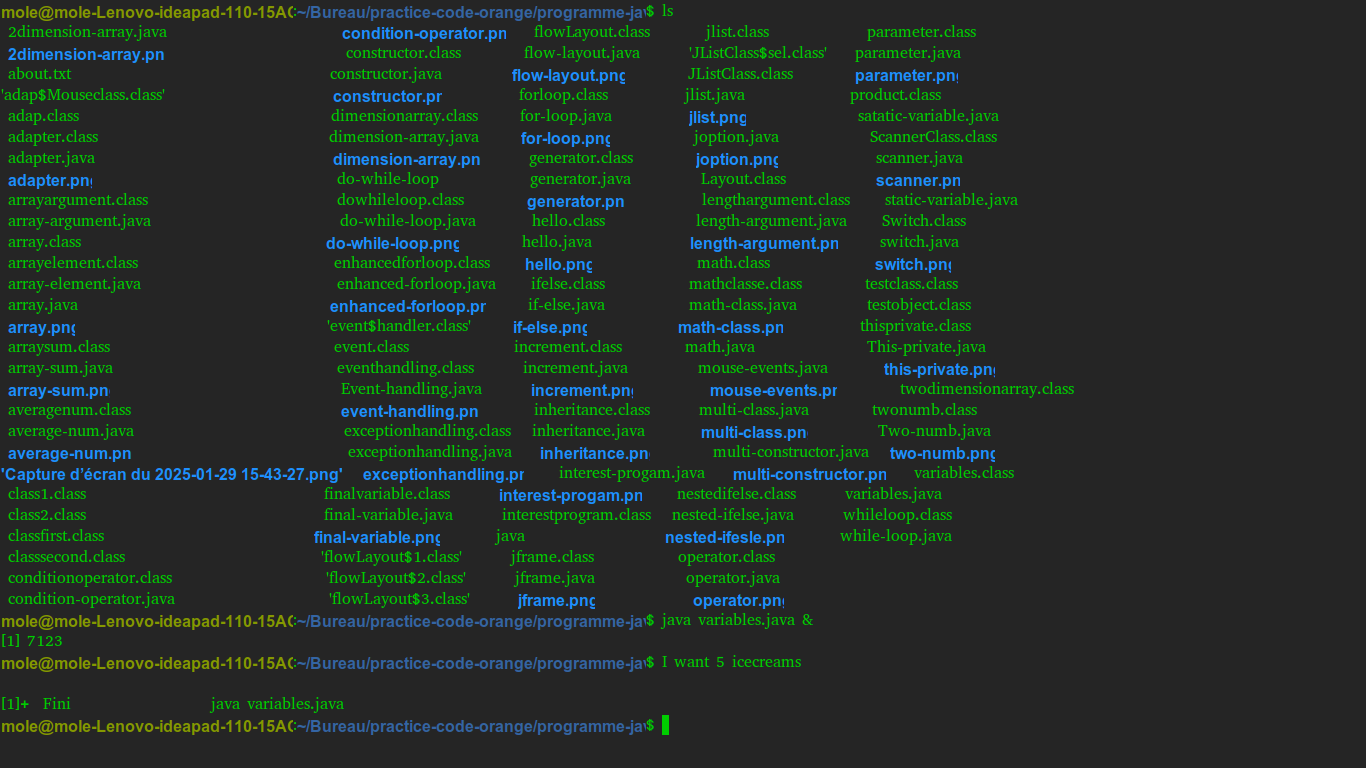 mole@mole-Lenovo-ideapad-110-15AC:~/Bureau/practice-code-orange/programme-jav$ ls
2dimension-array.java condition-operator.pn flowLayout.class jlist.class parameter.class
2dimension-array.pn constructor.class flow-layout.java 'JListClass$sel.class' parameter.java
about.txt constructor.java flow-layout.png JListClass.class parameter.png
'adap$Mouseclass.class' constructor.pr forloop.class jlist.java product.class
adap.class dimensionarray.class for-loop.java jlist.png satatic-variable.java
adapter.class dimension-array.java for-loop.png joption.java ScannerClass.class
adapter.java dimension-array.pn generator.class joption.png scanner.java
adapter.png do-while-loop generator.java Layout.class scanner.pn
arrayargument.class dowhileloop.class generator.pn lengthargument.class static-variable.java
array-argument.java do-while-loop.java hello.class length-argument.java Switch.class
array.class do-while-loop.png hello.java length-argument.pn switch.java
arrayelement.class enhancedforloop.class hello.png math.class switch.png
array-element.java enhanced-forloop.java ifelse.class mathclasse.class testclass.class
array.java enhanced-forloop.pr if-else.java math-class.java testobject.class
array.png 'event$handler.class' if-else.png math-class.pn thisprivate.class
arraysum.class event.class increment.class math.java This-private.java
array-sum.java eventhandling.class increment.java mouse-events.java this-private.png
array-sum.pn Event-handling.java increment.png mouse-events.pr twodimensionarray.class
averagenum.class event-handling.pn inheritance.class multi-class.java twonumb.class
average-num.java exceptionhandling.class inheritance.java multi-class.pn Two-numb.java
average-num.pn exceptionhandling.java inheritance.pn multi-constructor.java two-numb.png
'Capture d'écran du 2025-01-29 15-43-27.png' exceptionhandling.pr interest-progam.java multi-constructor.pn variables.class
class1.class finalvariable.class interest-progam.pn nestedifelse.class variables.java
class2.class final-variable.java interestprogram.class nested-ifelse.java whileloop.class
classfirst.class final-variable.png java nested-ifesle.pn while-loop.java
classsecond.class 'flowLayout$1.class' jframe.class operator.class
conditionoperator.class 'flowLayout$2.class' jframe.java operator.java
condition-operator.java 'flowLayout$3.class' jframe.png operator.png
mole@mole-Lenovo-ideapad-110-15AC:~/Bureau/practice-code-orange/programme-jav$ java variables.java &
[1] 7123
mole@mole-Lenovo-ideapad-110-15AC:~/Bureau/practice-code-orange/programme-jav$ I want 5 icecreams
[1]+ Fini java variables.java
mole@mole-Lenovo-ideapad-110-15AC:~/Bureau/practice-code-orange/programme-jav$